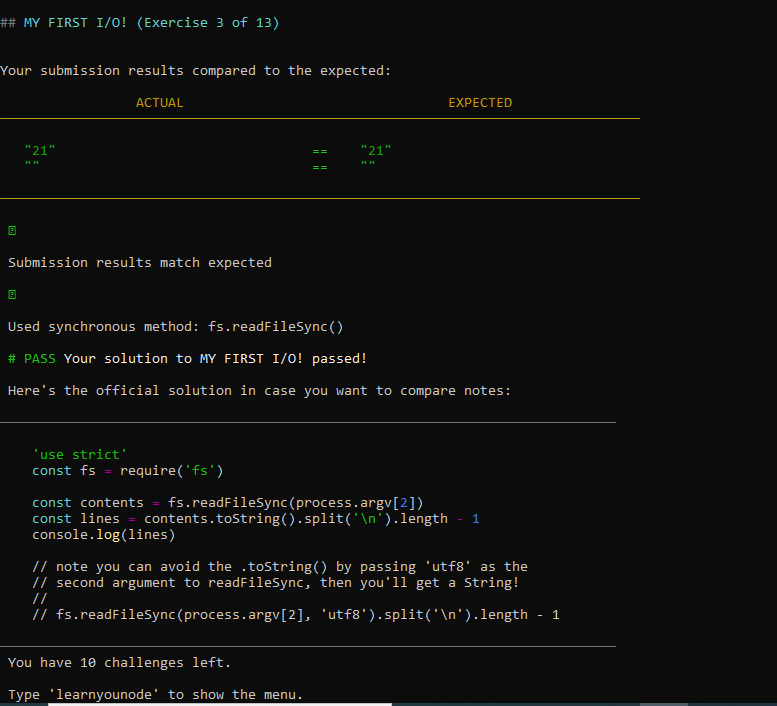 ## MY FIRST I/O! (Exercise 3 of 13)
Your submission results compared to the expected:
ACTUAL EXPECTED
"21" == "21"
"" == ""
Submission results match expected
Used synchronous method: fs.readFileSync()
# PASS Your solution to MY FIRST I/O! passed!
Here's the official solution in case you want to compare notes:
'use strict'
const fs = require('fs')
const contents = fs.readFileSync(process.argv[2])
const lines = contents.toString().split('\n').length - 1
console.log(lines)
// note you can avoid the .toString() by passing 'utf8' as the
// second argument to readFileSync, then you'll get a String!
//
// fs.readFileSync(process.argv[2], 'utf8').split('\n').length - 1
You have 10 challenges left.
Type 'learnyounode' to show the menu.